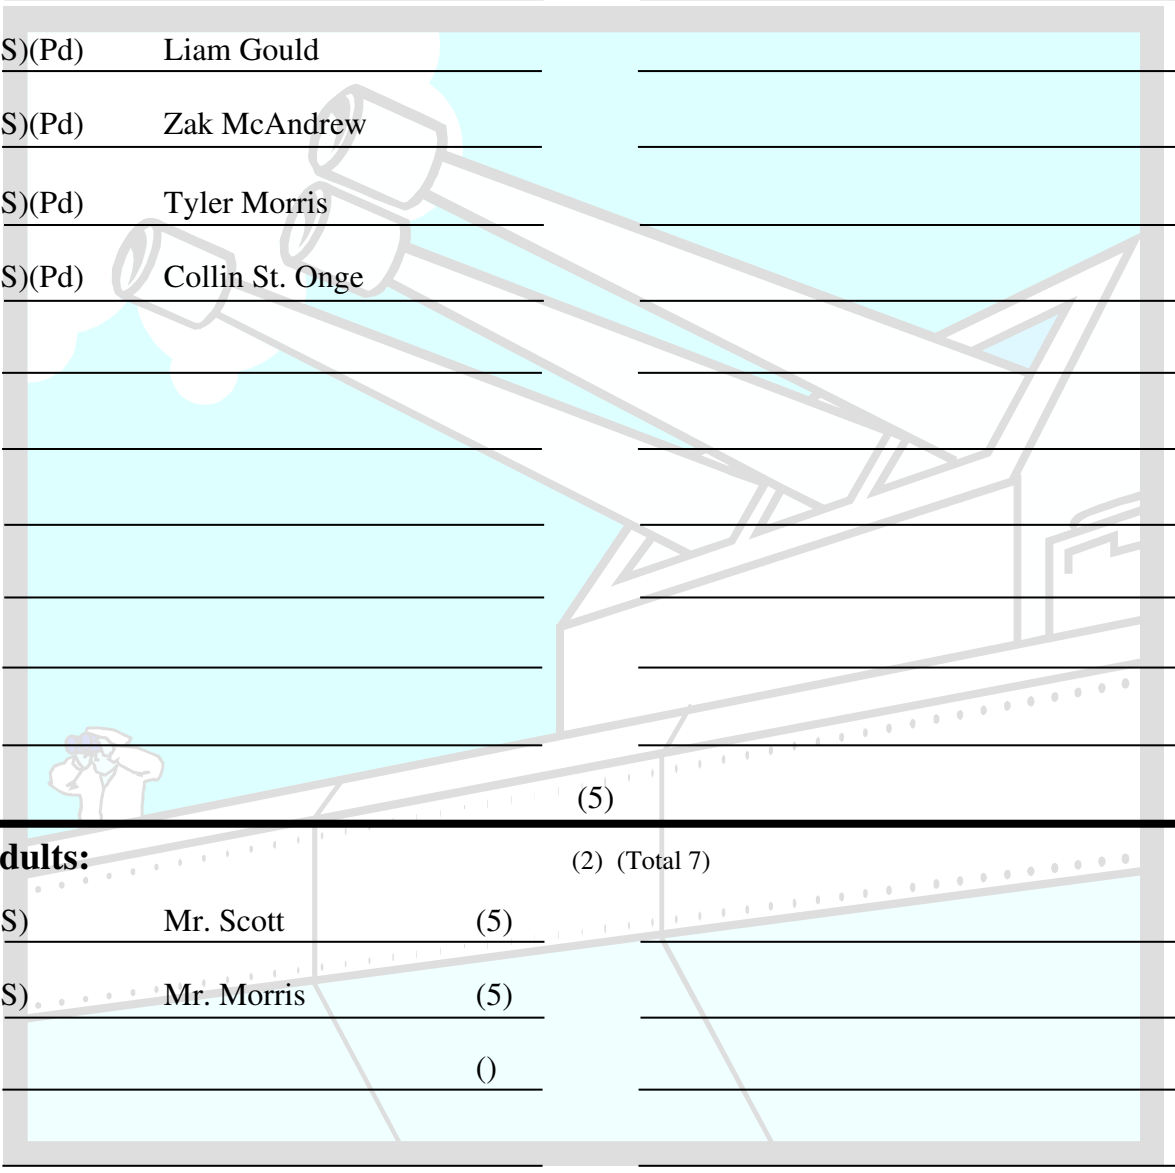 S)(Pd) Liam Gould
S)(Pd) Zak McAndrew
S)(Pd) Tyler Morris
S)(Pd) Collin St. Onge
(5)
dults:
(2) (Total 7)
S) Mr. Scott (5)
S) Mr. Morris (5)
()